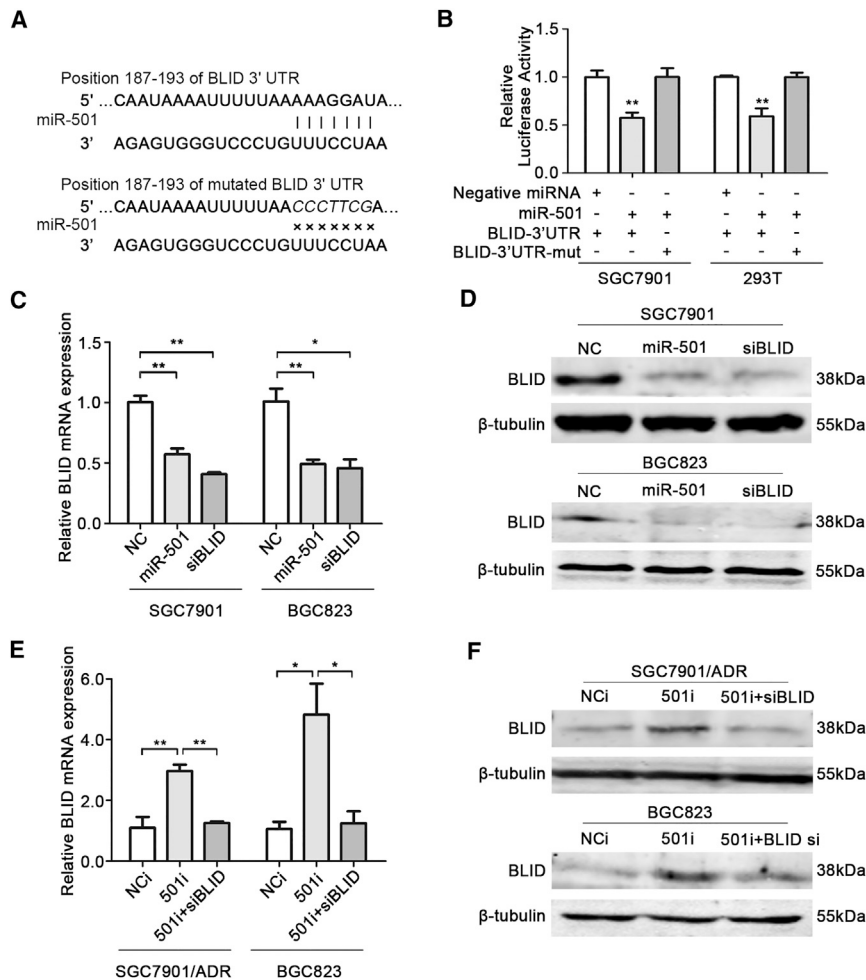 A
Position 187-193 of BLID 3' UTR
5' ...CAAUAAAAUUUUUAAAAAGGAUA...
miR-501
3' AGAGUGGGUCCCUGUUUCCUAA
Position 187-193 of mutated BLID 3' UTR
5' ...CAAUAAAAUUUUUAACCCTTCGA...
miR-501
×××××××
3' AGAGUGGGUCCCUGUUUCCUAA
B
Relative
Luciferase Activity
1.5
1.0
0.5
0.0
** **
Negative miRNA + - - + - -
miR-501 - + + - + +
BLID-3'UTR + + - + + -
BLID-3'UTR-mut - - + - - +
SGC7901 293T
C
Relative BLID mRNA expression
1.5
1.0
0.5
0.0
** *
** **
NC miR-501 siBLID NC miR-501 siBLID
SGC7901 BGC823
D
SGC7901
NC miR-501 siBLID
BLID 38kDa
β-tubulin 55kDa
BGC823
NC miR-501 siBLID
BLID 38kDa
β-tubulin 55kDa
E
Relative BLID mRNA expression
6.0
4.0
2.0
0.0
** ** * *
NCi 501i 501i+siBLID NCi 501i 501i+siBLID
SGC7901/ADR BGC823
F
SGC7901/ADR
NCi 501i 501i+siBLID
BLID 38kDa
β-tubulin 55kDa
BGC823
NCi 501i 501i+BLID si
BLID 38kDa
β-tubulin 55kDa